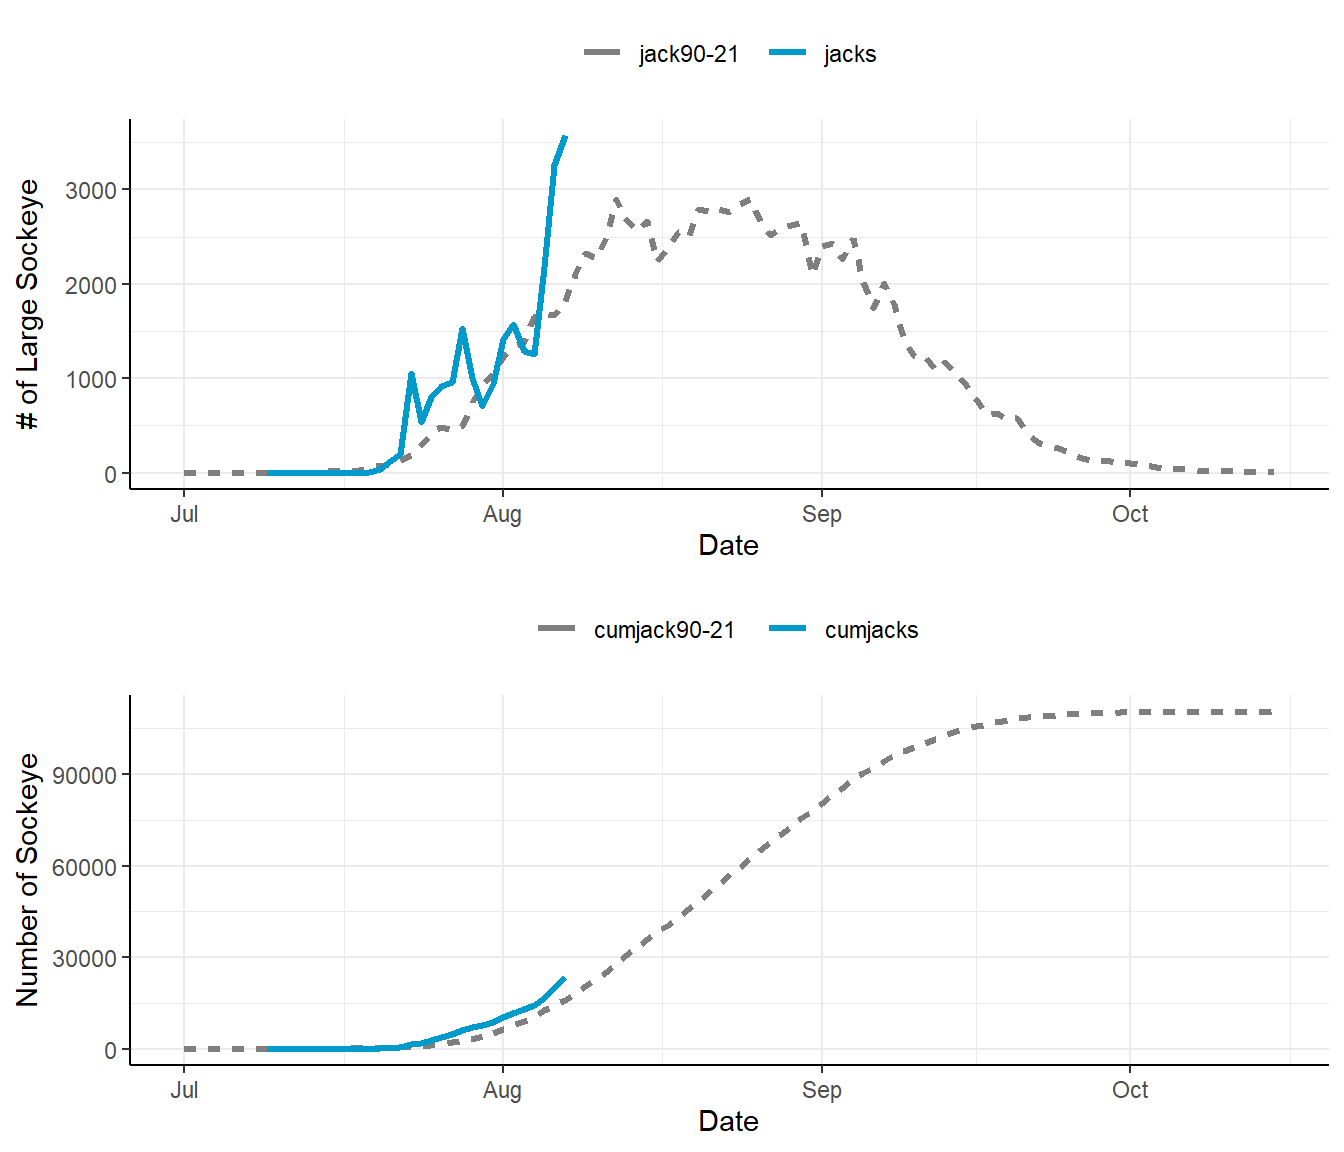 jack90-21 jacks
# of Large Sockeye
3000
2000
1000
0
Jul Aug Sep Oct
Date
cumjack90-21 cumjacks
Number of Sockeye
90000
60000
30000
0
Jul Aug Sep Oct
Date